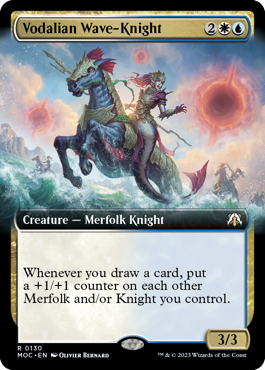 Vodalian Wave–Knight 2
Creature — Merfolk Knight
Whenever you draw a card, put
a +1/+1 counter on each other
Merfolk and/or Knight you control.
3/3
R 0130
MOC • EN OLIVIER BERNARD
™ & © 2023 Wizards of the Coast